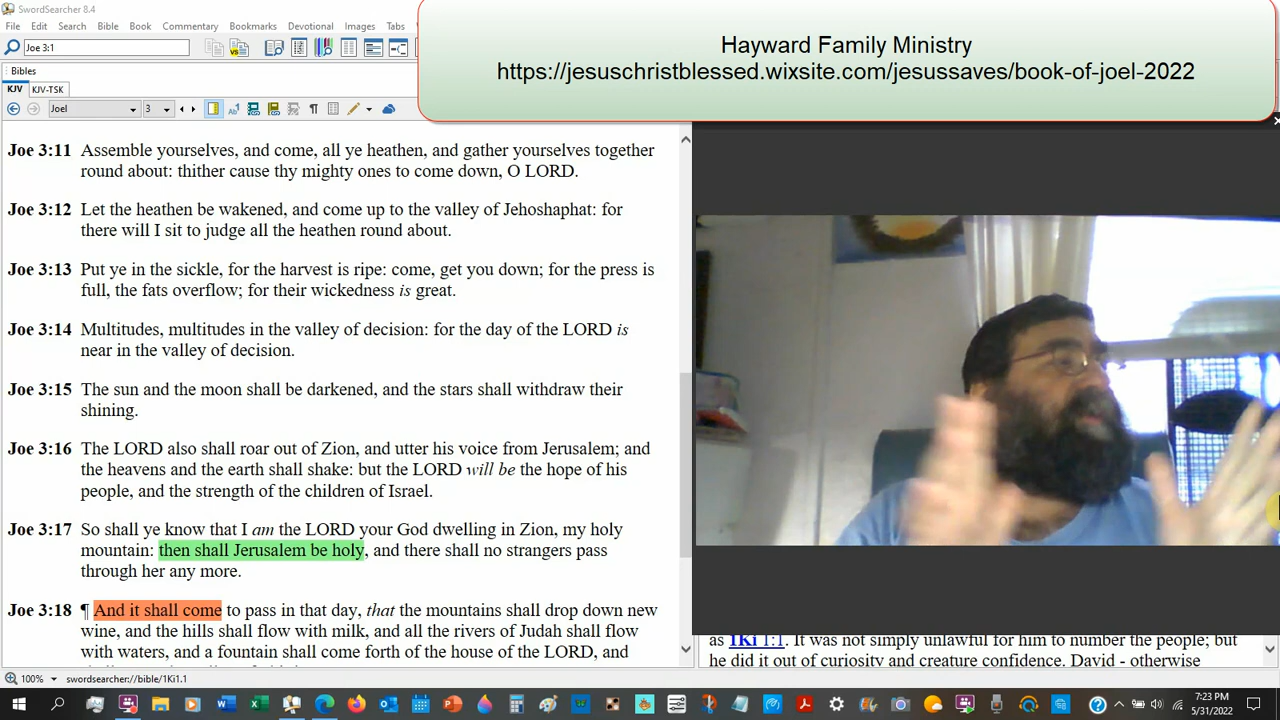 SwordSearcher 8.4
File Edit Search Bible Book Commentary Bookmarks Devotional Images Tabs
Hayward Family Ministry
https://jesuschristblessed.wixsite.com/jesussaves/book-of-joel-2022
Joe 3:1
Bibles
KJV KJV-TSK
Joel 3
Joe 3:11 Assemble yourselves, and come, all ye heathen, and gather yourselves together
round about: thither cause thy mighty ones to come down, O LORD.
Joe 3:12 Let the heathen be wakened, and come up to the valley of Jehoshaphat: for
there will I sit to judge all the heathen round about.
Joe 3:13 Put ye in the sickle, for the harvest is ripe: come, get you down; for the press is
full, the fats overflow; for their wickedness is great.
Joe 3:14 Multitudes, multitudes in the valley of decision: for the day of the LORD is
near in the valley of decision.
Joe 3:15 The sun and the moon shall be darkened, and the stars shall withdraw their
shining.
Joe 3:16 The LORD also shall roar out of Zion, and utter his voice from Jerusalem; and
the heavens and the earth shall shake: but the LORD will be the hope of his
people, and the strength of the children of Israel.
Joe 3:17 So shall ye know that I am the LORD your God dwelling in Zion, my holy
mountain: then shall Jerusalem be holy, and there shall no strangers pass
through her any more.
Joe 3:18 ¶ And it shall come to pass in that day, that the mountains shall drop down new
wine, and the hills shall flow with milk, and all the rivers of Judah shall flow
with waters, and a fountain shall come forth of the house of the LORD, and
as 1Ki 1:1. It was not simply unlawful for him to number the people; but
he did it out of curiosity and creature confidence. David - otherwise
100% swordsearcher://bible/1Ki1.1
7:23 PM
5/31/2022